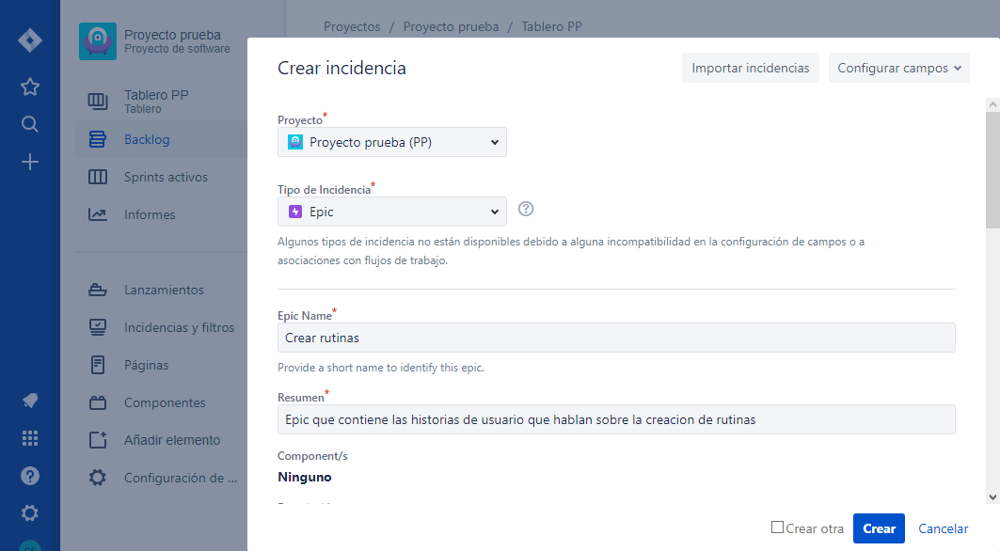 Proyecto prueba
Proyecto de software
Tablero PP
Tablero
Backlog
Sprints activos
Informes
Lanzamientos
Incidencias y filtros
Páginas
Componentes
Añadir elemento
Configuración de ...
Proyectos / Proyecto prueba / Tablero PP
Crear incidencia
Importar incidencias
Configurar campos
Proyecto*
Proyecto prueba (PP)
Tipo de Incidencia*
Epic
Algunos tipos de incidencia no están disponibles debido a alguna incompatibilidad en la configuración de campos o a
asociaciones con flujos de trabajo.
Epic Name*
Crear rutinas
Provide a short name to identify this epic.
Resumen*
Epic que contiene las historias de usuario que hablan sobre la creacion de rutinas
Component/s
Ninguno
Crear otra
Crear
Cancelar